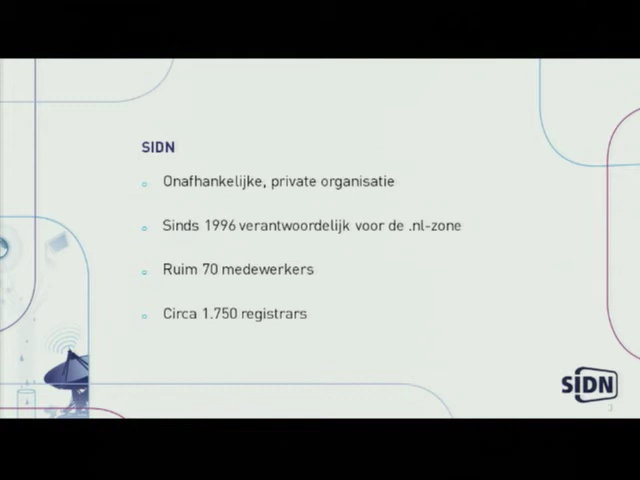 SIDN
Onafhankelijke, private organisatie
Sinds 1996 verantwoordelijk voor de .nl-zone
Ruim 70 medewerkers
Circa 1.750 registrars
SIDN
3